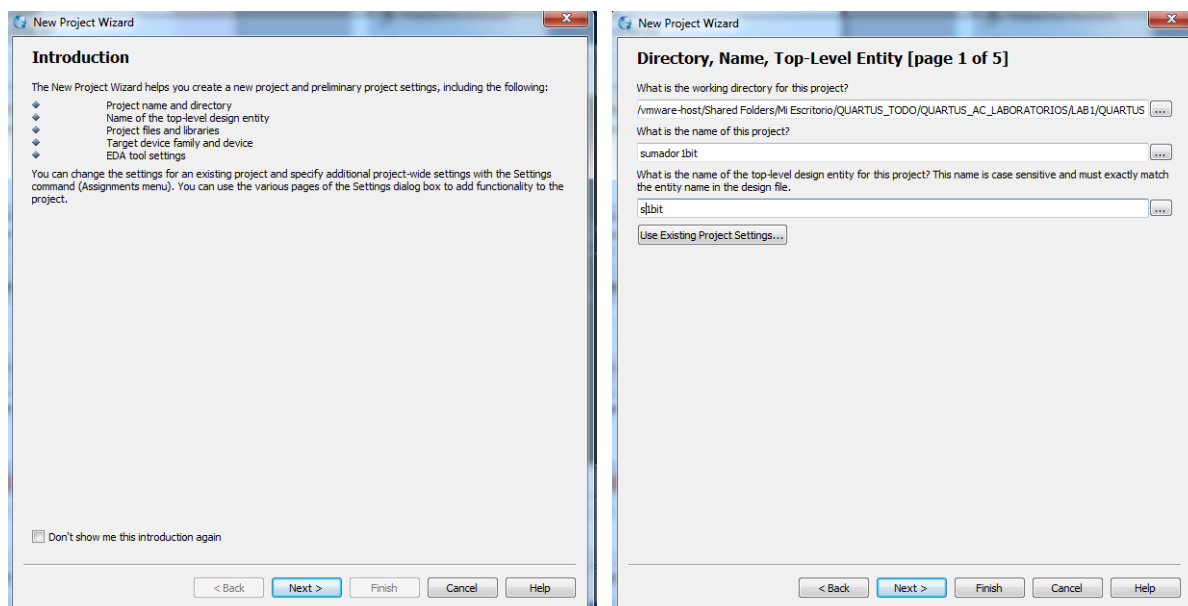 New Project Wizard
Introduction
The New Project Wizard helps you create a new project and preliminary project settings, including the following:
Project name and directory
Name of the top-level design entity
Project files and libraries
Target device family and device
EDA tool settings
You can change the settings for an existing project and specify additional project-wide settings with the Settings
command (Assignments menu). You can use the various pages of the Settings dialog box to add functionality to the
project.
Don't show me this introduction again
< Back
Next >
Finish
Cancel
Help
New Project Wizard
Directory, Name, Top-Level Entity [page 1 of 5]
What is the working directory for this project?
/vmware-host/Shared Folders/Mi Escritorio/QUARTUS_TODO/QUARTUS_AC_LABORATORIOS/LAB1/QUARTUS
...
What is the name of this project?
sumador1bit
...
What is the name of the top-level design entity for this project? This name is case sensitive and must exactly match
the entity name in the design file.
s1bit
...
Use Existing Project Settings...
< Back
Next >
Finish
Cancel
Help